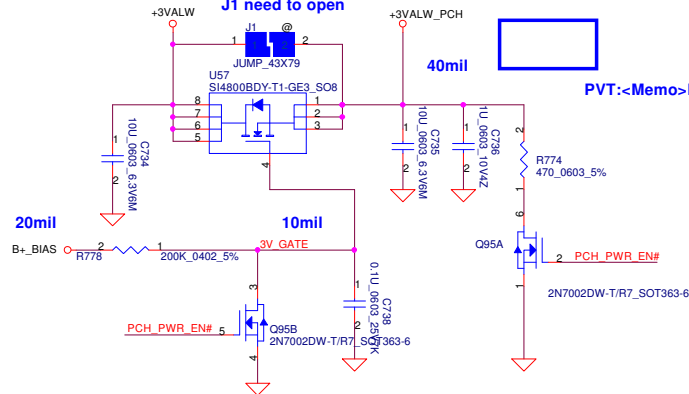 J1 need to open
+3VALW
+3VALW_PCH
J1
@
1
2
JUMP_43X79
40mil
U57
SI4800BDY-T1-GE3_SO8
PVT:<Memo>
8
7
6
5
1
2
3
4
1
2
C734
10U_0603_6.3V6M
1
2
C735
10U_0603_6.3V6M
1
2
C736
1U_0603_10V4Z
2
R774
470_0603_5%
1
20mil
10mil
B+_BIAS
2
R778
1
200K_0402_5%
3V_GATE
6
Q95A
2
PCH_PWR_EN#
1
2N7002DW-T/R7_SOT363-6
3
PCH_PWR_EN#
5
Q95B
2N7002DW-T/R7_SOT363-6
4
1
2
C738
0.1U_0603_25V7K